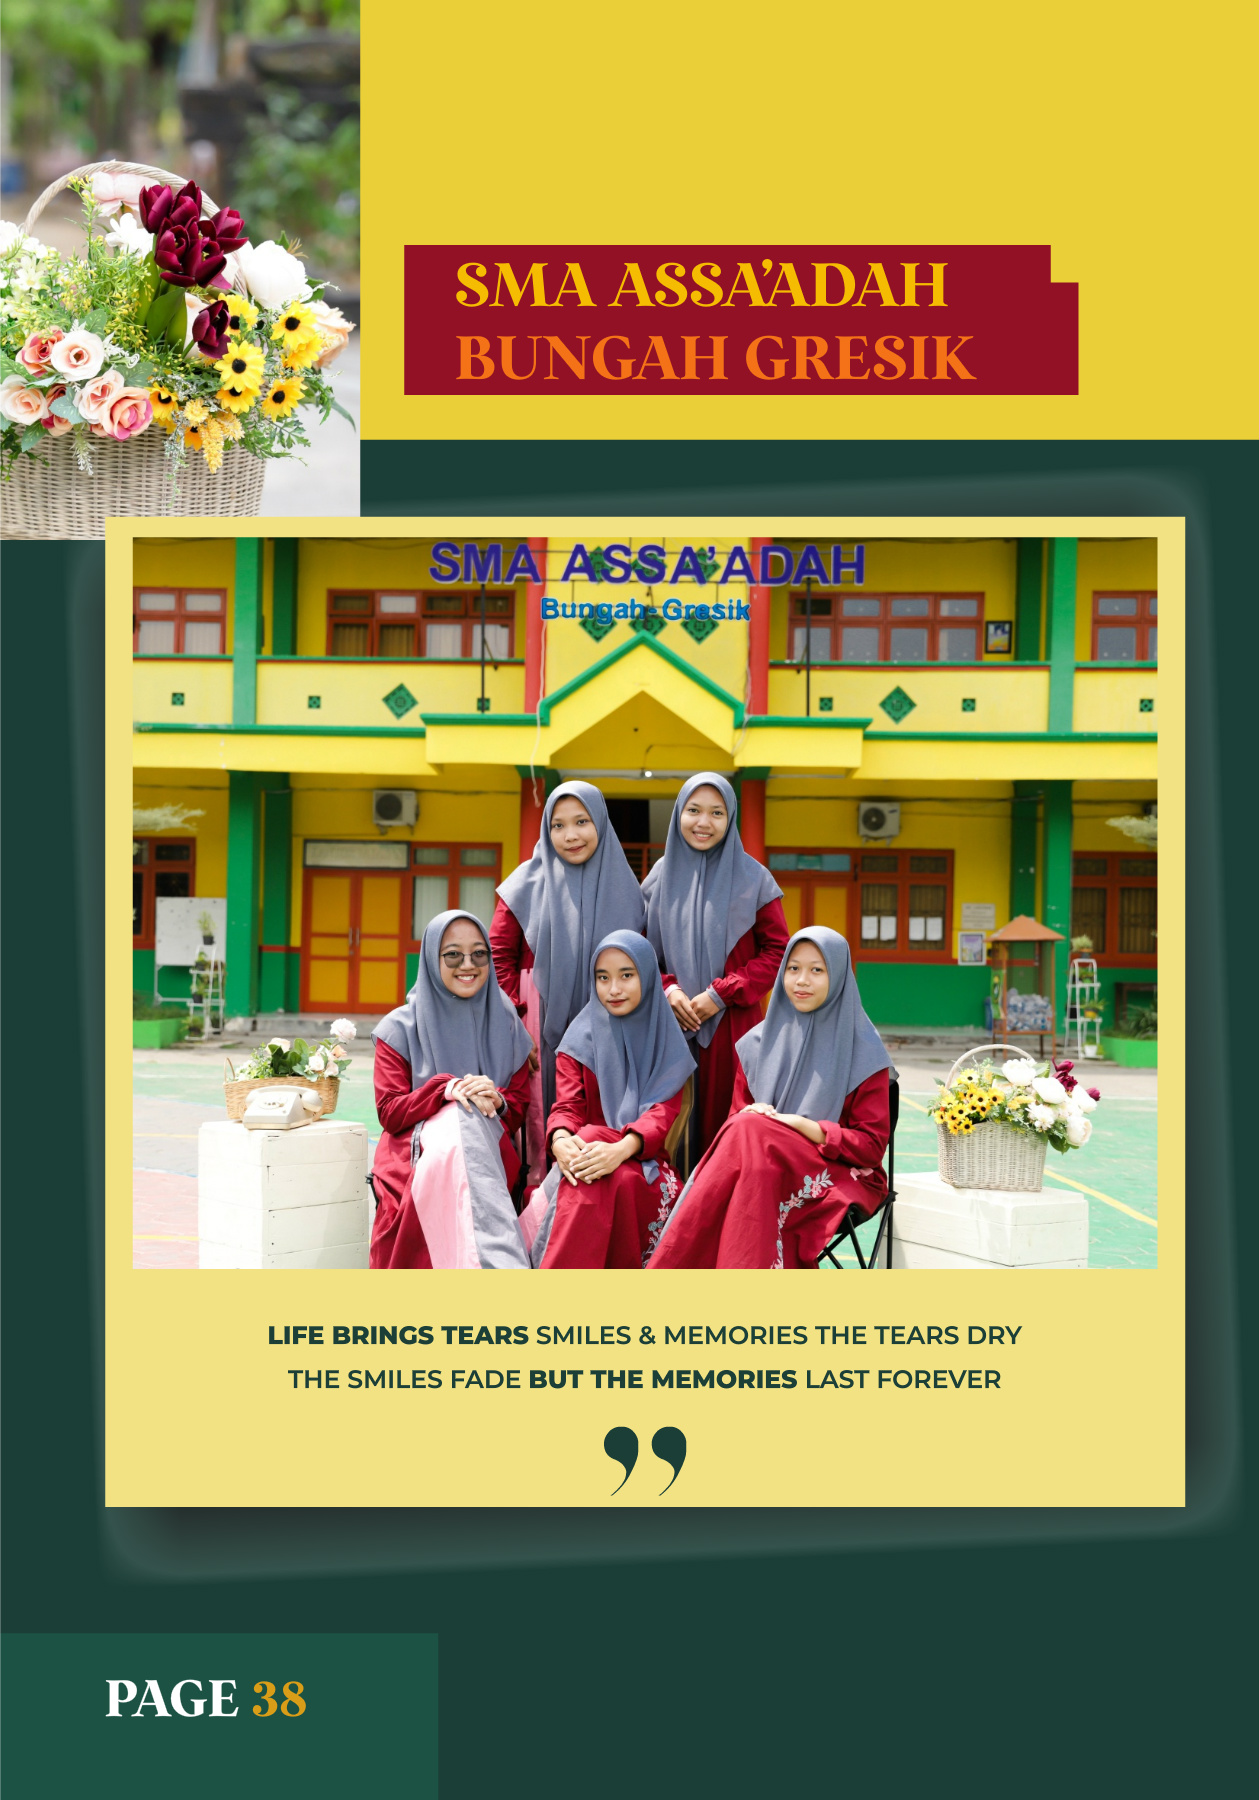 SMA ASSA'ADAH
BUNGAH GRESIK
SMA ASSA'ADAH
Bungah-Gresik
LIFE BRINGS TEARS SMILES & MEMORIES THE TEARS DRY
THE SMILES FADE BUT THE MEMORIES LAST FOREVER
”
PAGE 38